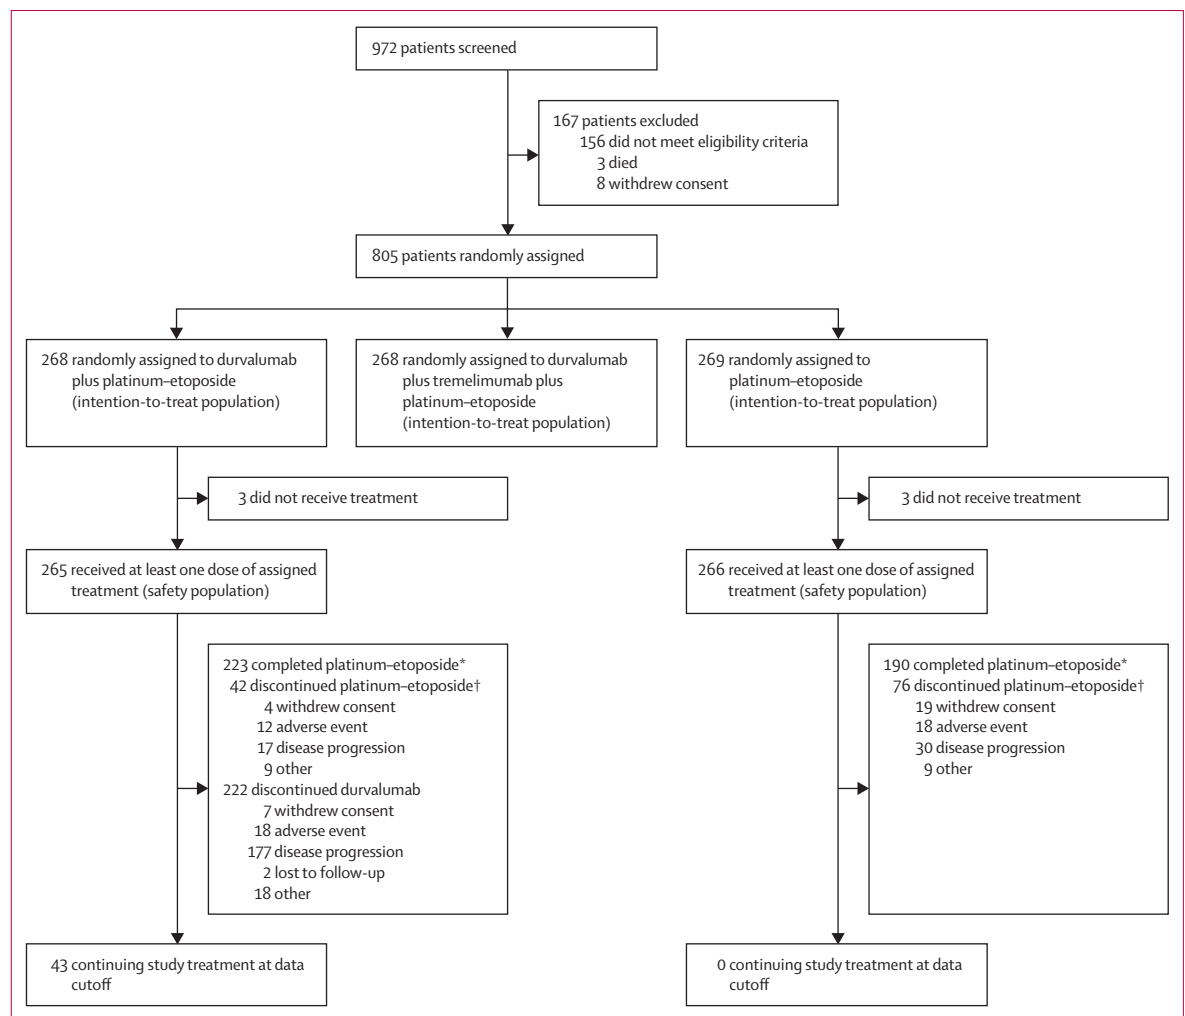 972 patients screened
167 patients excluded
156 did not meet eligibility criteria
3 died
8 withdrew consent
805 patients randomly assigned
268 randomly assigned to durvalumab
plus platinum–etoposide
(intention-to-treat population)
268 randomly assigned to durvalumab
plus tremelimumab plus
platinum–etoposide
(intention-to-treat population)
269 randomly assigned to
platinum–etoposide
(intention-to-treat population)
3 did not receive treatment
3 did not receive treatment
265 received at least one dose of assigned
treatment (safety population)
266 received at least one dose of assigned
treatment (safety population)
223 completed platinum–etoposide*
42 discontinued platinum–etoposide†
4 withdrew consent
12 adverse event
17 disease progression
9 other
222 discontinued durvalumab
7 withdrew consent
18 adverse event
177 disease progression
2 lost to follow-up
18 other
190 completed platinum–etoposide*
76 discontinued platinum–etoposide†
19 withdrew consent
18 adverse event
30 disease progression
9 other
43 continuing study treatment at data
cutoff
0 continuing study treatment at data
cutoff